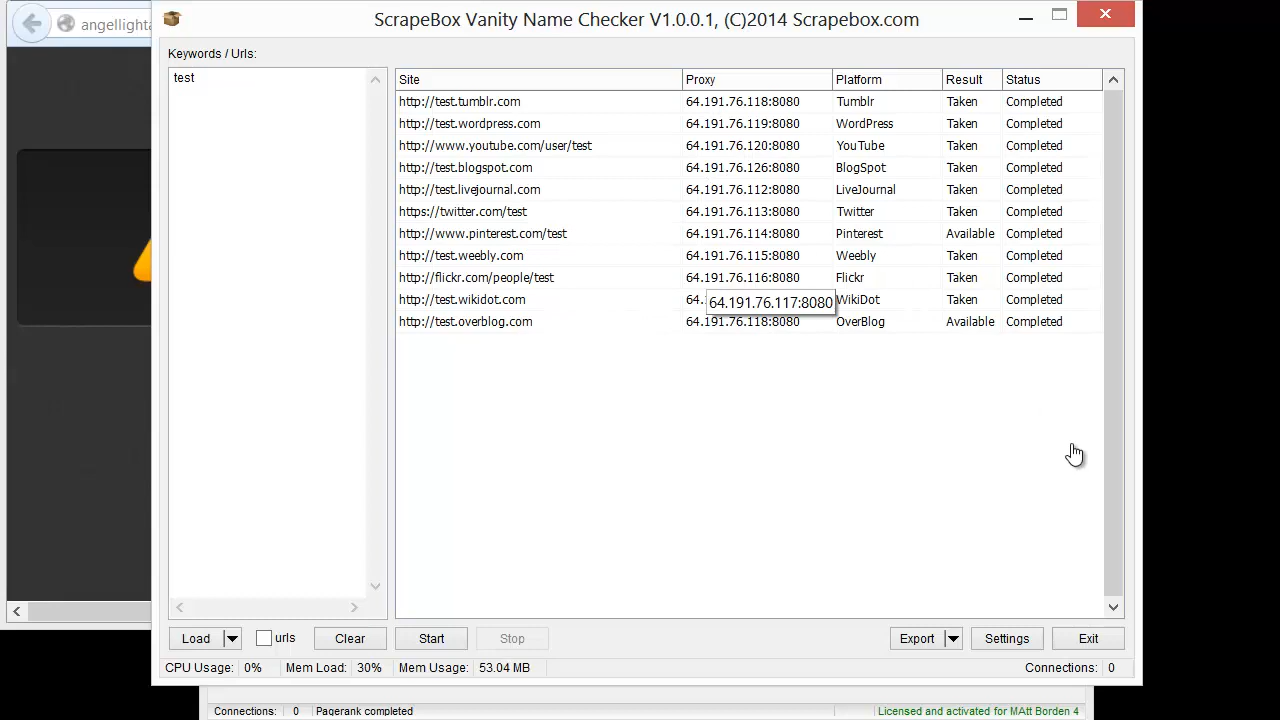 angellighta
ScrapeBox Vanity Name Checker V1.0.0.1, (C)2014 Scrapebox.com
Keywords / Urls:
test
Site Proxy Platform Result Status
http://test.tumblr.com 64.191.76.118:8080 Tumblr Taken Completed
http://test.wordpress.com 64.191.76.119:8080 WordPress Taken Completed
http://www.youtube.com/user/test 64.191.76.120:8080 YouTube Taken Completed
http://test.blogspot.com 64.191.76.126:8080 BlogSpot Taken Completed
http://test.livejournal.com 64.191.76.112:8080 LiveJournal Taken Completed
https://twitter.com/test 64.191.76.113:8080 Twitter Taken Completed
http://www.pinterest.com/test 64.191.76.114:8080 Pinterest Available Completed
http://test.weebly.com 64.191.76.115:8080 Weebly Taken Completed
http://flickr.com/people/test 64.191.76.116:8080 Flickr Taken Completed
http://test.wikidot.com 64. 64.191.76.117:8080 WikiDot Taken Completed
http://test.overblog.com 64.191.76.118:8080 OverBlog Available Completed
Load urls Clear Start Stop Export Settings Exit
CPU Usage: 0% Mem Load: 30% Mem Usage: 53.04 MB Connections: 0
Connections: 0 Pagerank completed Licensed and activated for MAtt Borden 4